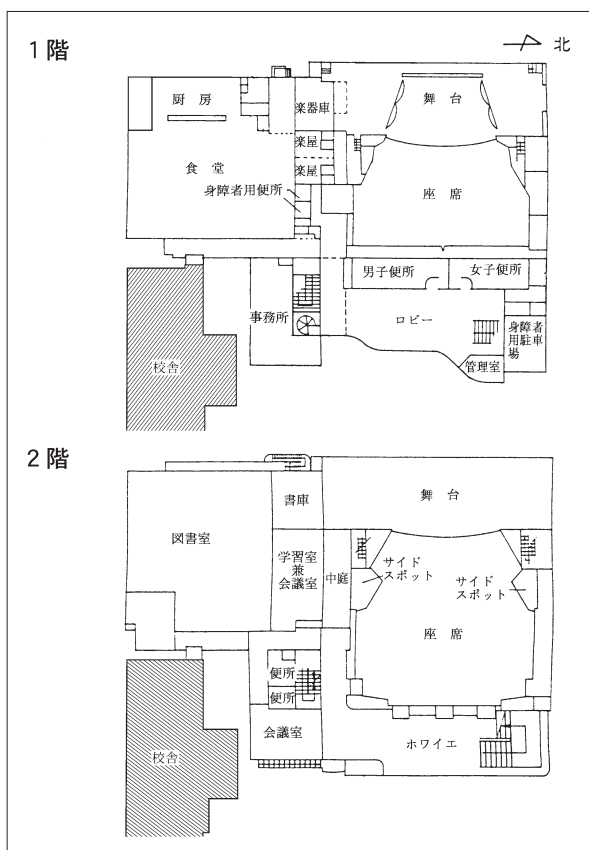 1階
北
厨房
楽器庫
舞台
楽屋
食堂
楽屋
座席
身障者用便所
男子便所
女子便所
事務所
ロビー
身障者
用駐車
場
校舎
管理室
2階
書庫
舞台
図書室
学習室
兼
会議室
中庭
サイド
スポット
サイド
スポット
座席
便所
便所
会議室
ホワイエ
校舎